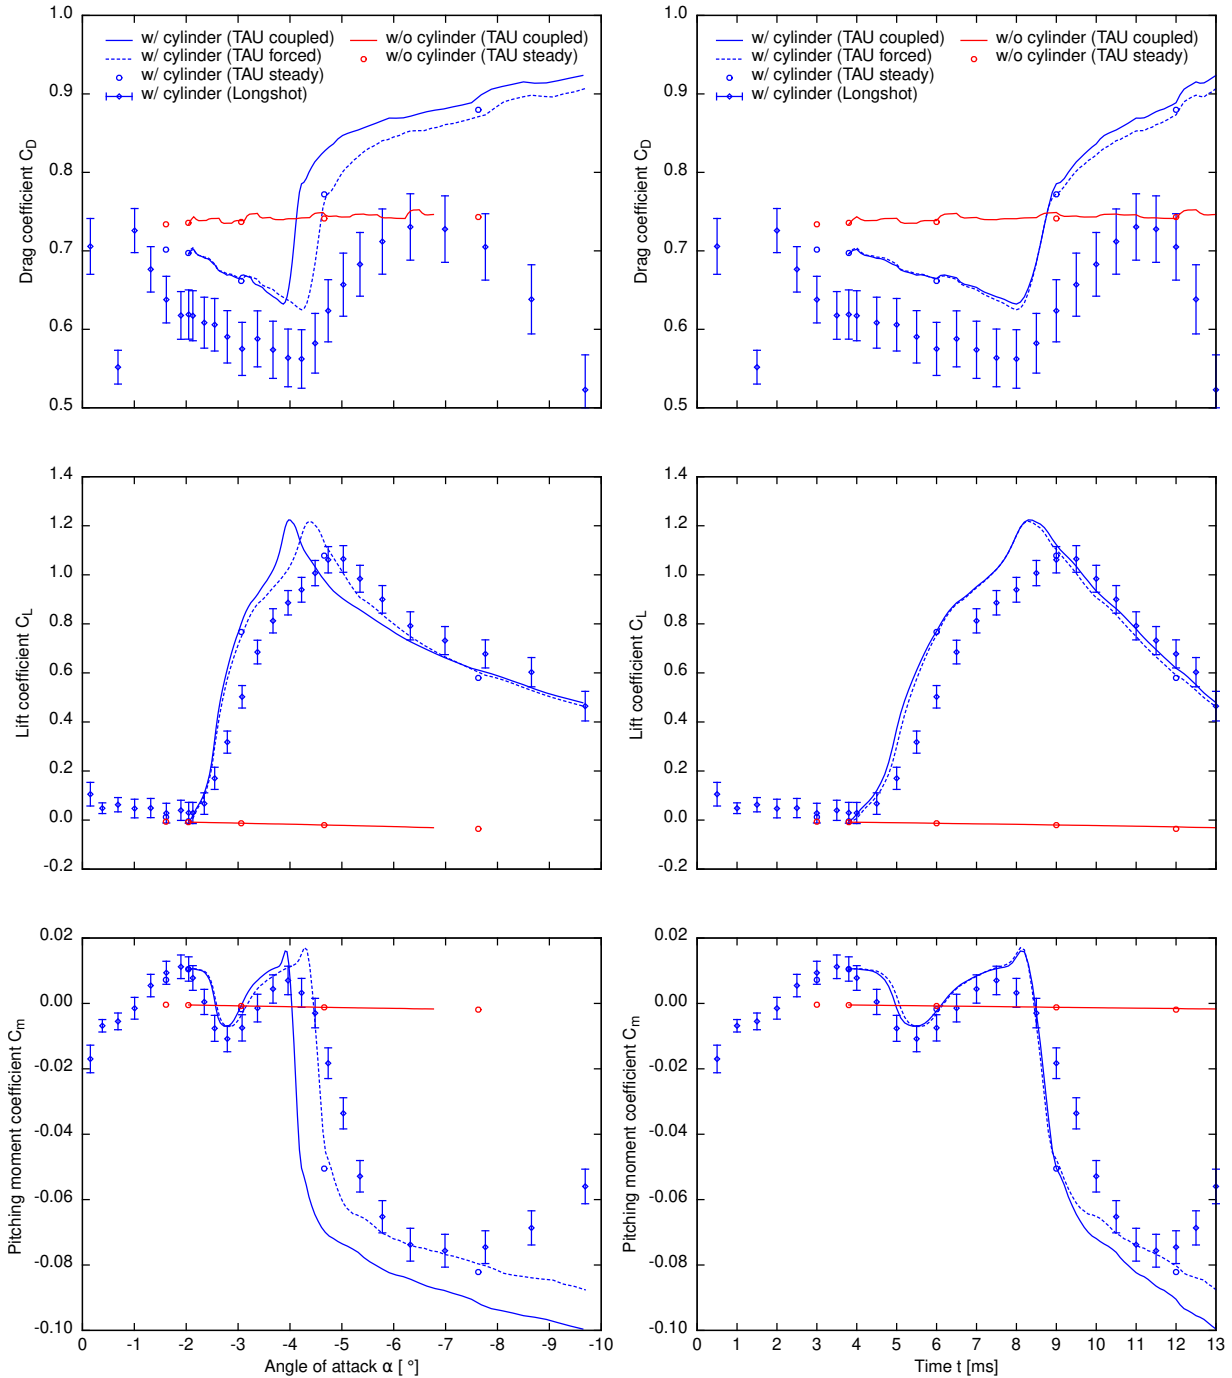 1.0
0.9
0.8
0.7
0.6
0.5
Drag coefficient C_D
w/ cylinder (TAU coupled)
w/ cylinder (TAU forced)
w/ cylinder (TAU steady)
w/ cylinder (Longshot)
w/o cylinder (TAU coupled)
w/o cylinder (TAU steady)
1.0
0.9
0.8
0.7
0.6
0.5
Drag coefficient C_D
w/ cylinder (TAU coupled)
w/ cylinder (TAU forced)
w/ cylinder (TAU steady)
w/ cylinder (Longshot)
w/o cylinder (TAU coupled)
w/o cylinder (TAU steady)
1.4
1.2
1.0
0.8
0.6
0.4
0.2
0.0
-0.2
Lift coefficient C_L
1.4
1.2
1.0
0.8
0.6
0.4
0.2
0.0
-0.2
Lift coefficient C_L
0.02
0.00
-0.02
-0.04
-0.06
-0.08
-0.10
Pitching moment coefficient C_m
0 -1 -2 -3 -4 -5 -6 -7 -8 -9 -10
Angle of attack α [ °]
0.02
0.00
-0.02
-0.04
-0.06
-0.08
-0.10
Pitching moment coefficient C_m
0 1 2 3 4 5 6 7 8 9 10 11 12 13
Time t [ms]